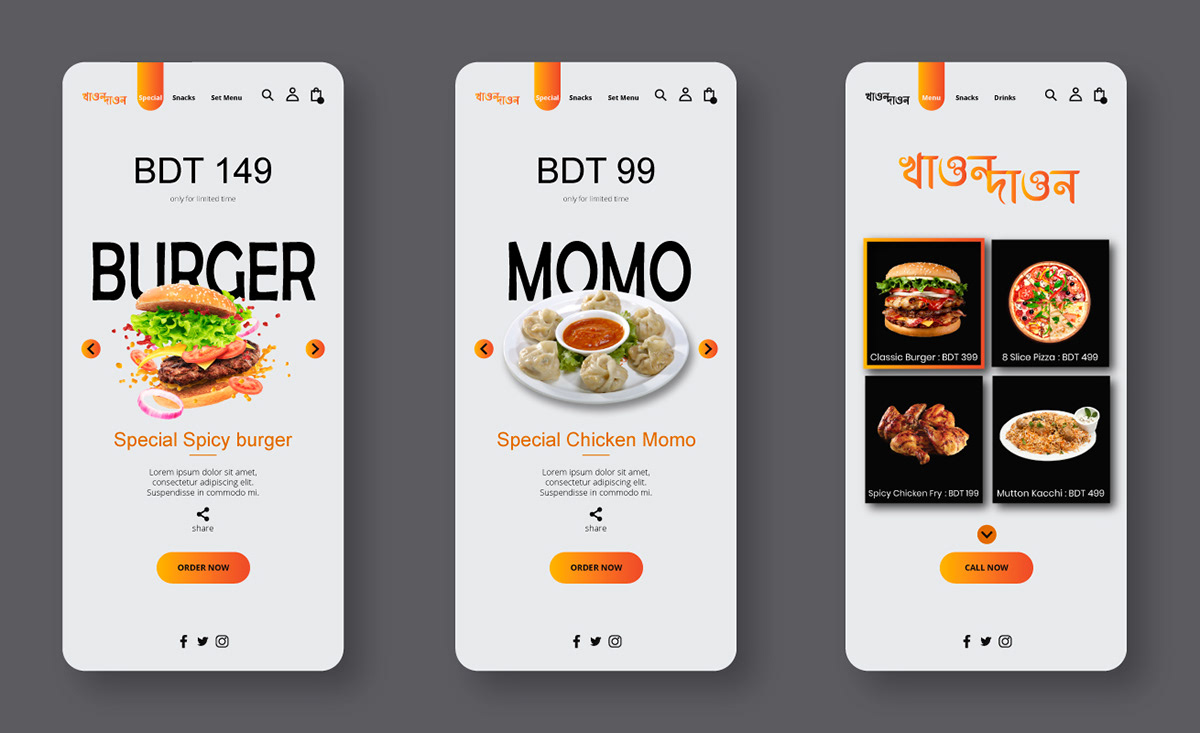 খাওন
দাওন
Special
Snacks
Set Menu
BDT 149
only for limited time
BURGER
Special Spicy burger
Lorem ipsum dolor sit amet,
consectetur adipiscing elit.
Suspendisse in commodo mi.
share
ORDER NOW
খাওন
দাওন
Special
Snacks
Set Menu
BDT 99
only for limited time
MOMO
Special Chicken Momo
Lorem ipsum dolor sit amet,
consectetur adipiscing elit.
Suspendisse in commodo mi.
share
ORDER NOW
খাওন
দাওন
Menu
Snacks
Drinks
খাওন
দাওন
Classic Burger : BDT 399
8 Slice Pizza : BDT 499
Spicy Chicken Fry : BDT 199
Mutton Kacchi : BDT 499
CALL NOW